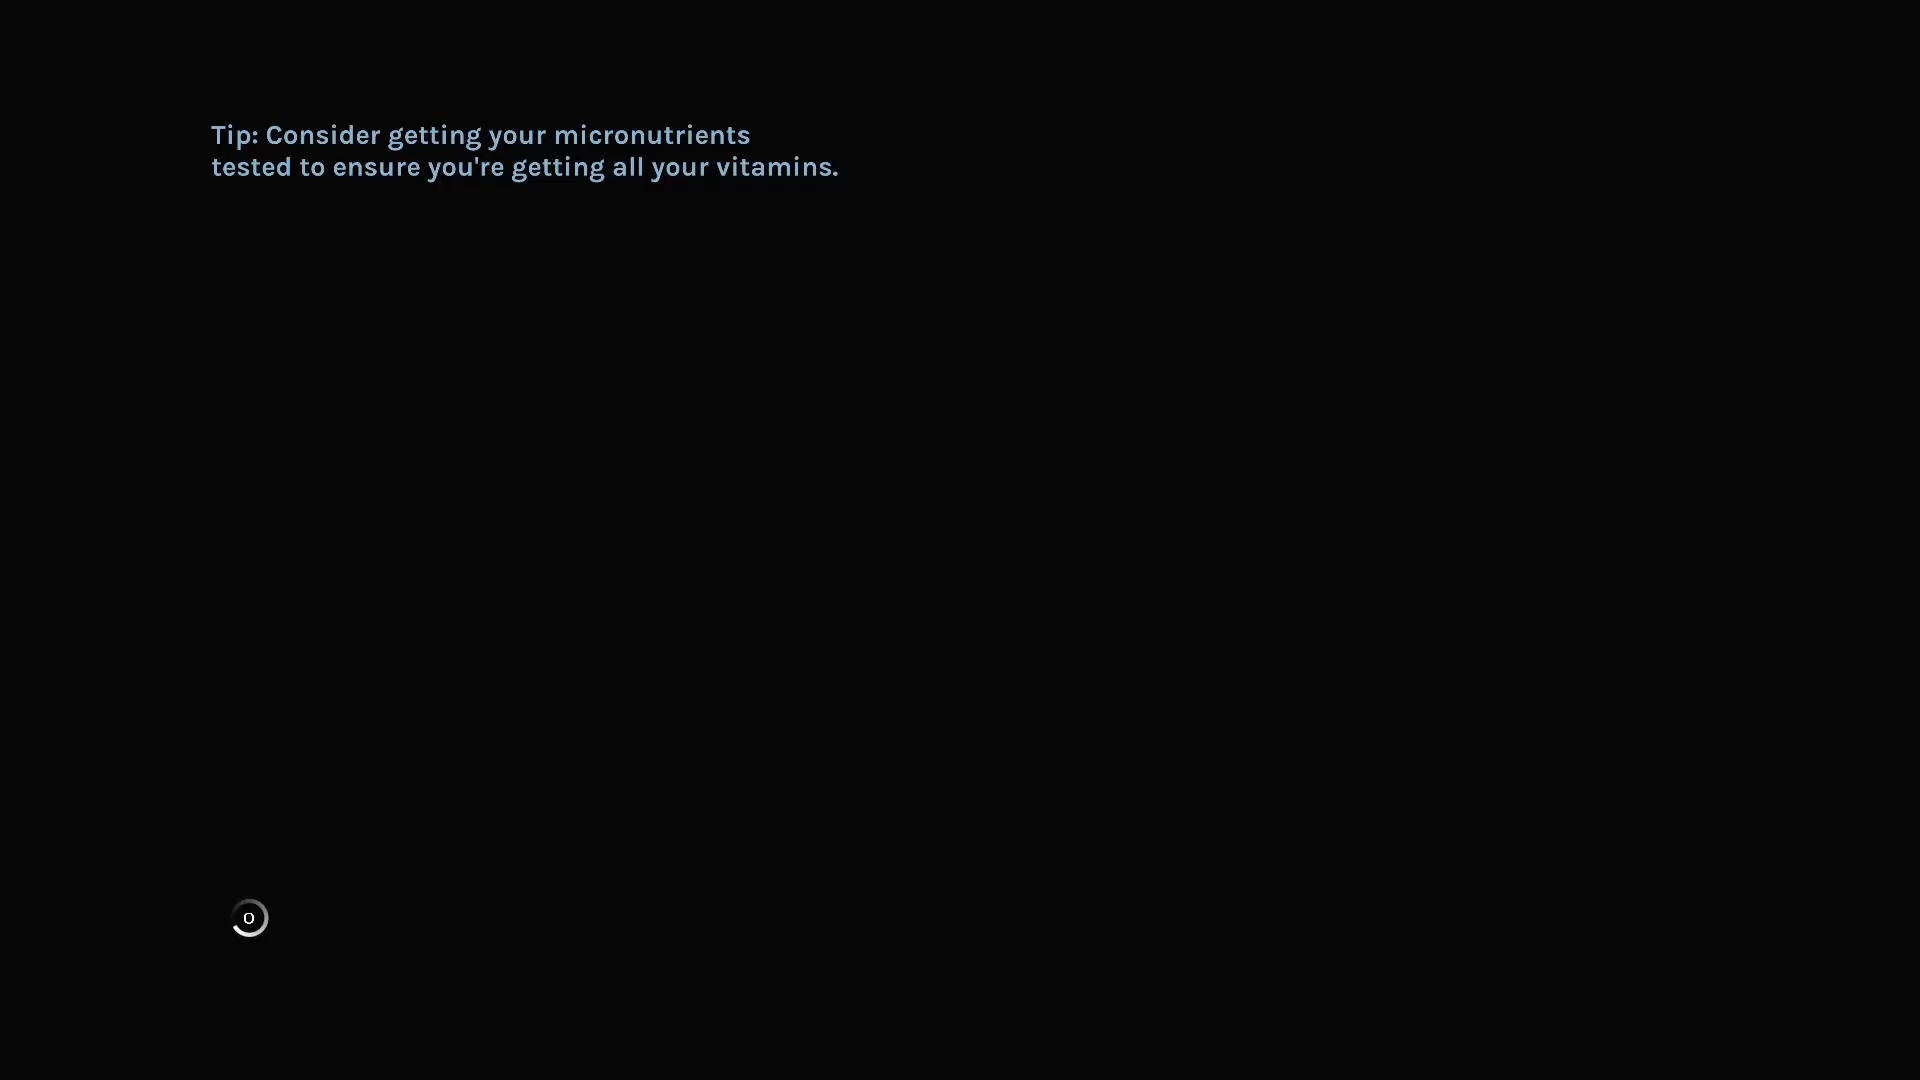 Tip: Consider getting your micronutrients
tested to ensure you're getting all your vitamins.
0